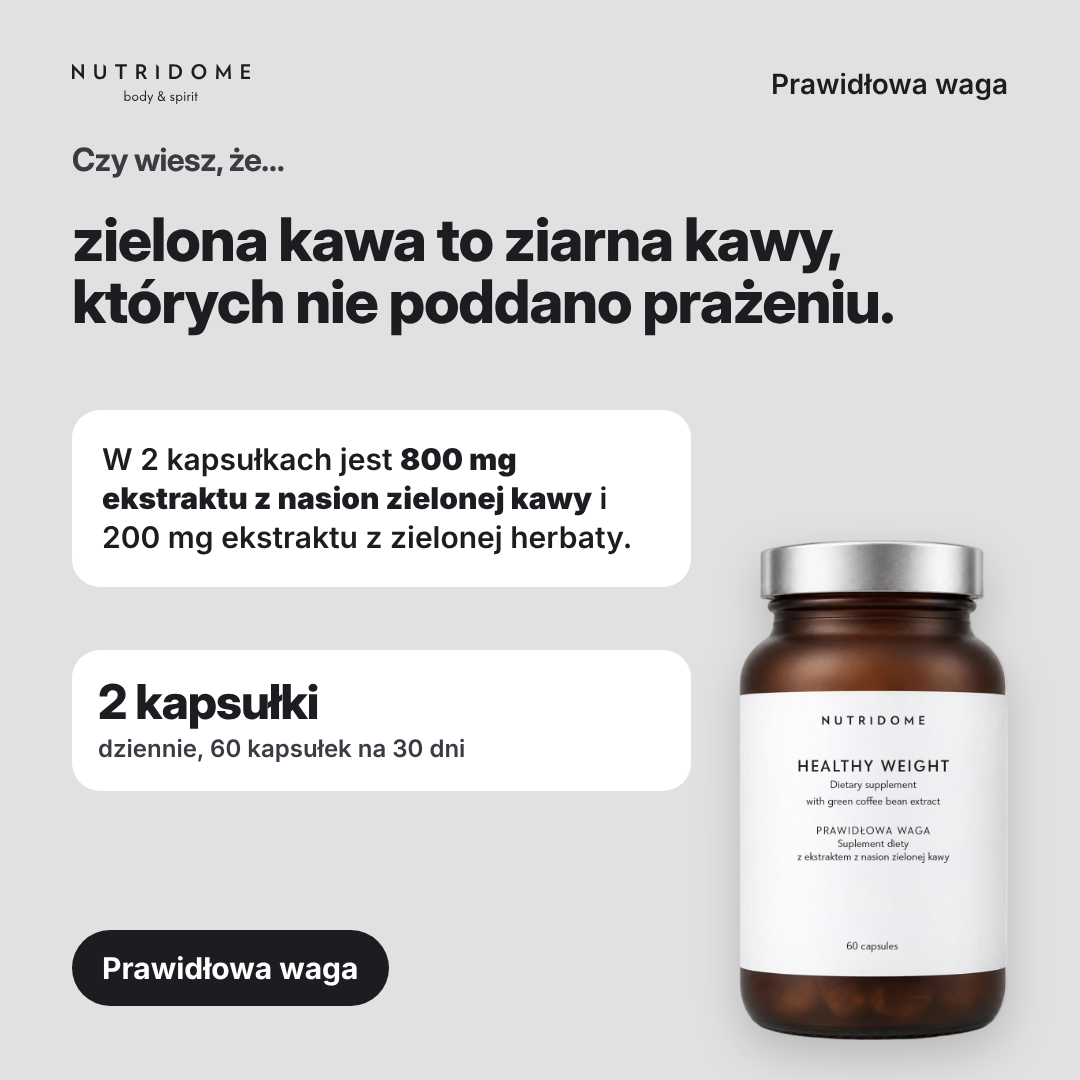 NUTRIDOME
body & spirit
Prawidłowa waga
Czy wiesz, że...
zielona kawa to ziarna kawy,
których nie poddano prażeniu.
W 2 kapsułkach jest 800 mg
ekstraktu z nasion zielonej kawy i
200 mg ekstraktu z zielonej herbaty.
2 kapsułki
dziennie, 60 kapsułek na 30 dni
Prawidłowa waga
NUTRIDOME
HEALTHY WEIGHT
Dietary supplement
with green coffee bean extract
PRAWIDŁOWA WAGA
Suplement diety
z ekstraktem z nasion zielonej kawy
60 capsules